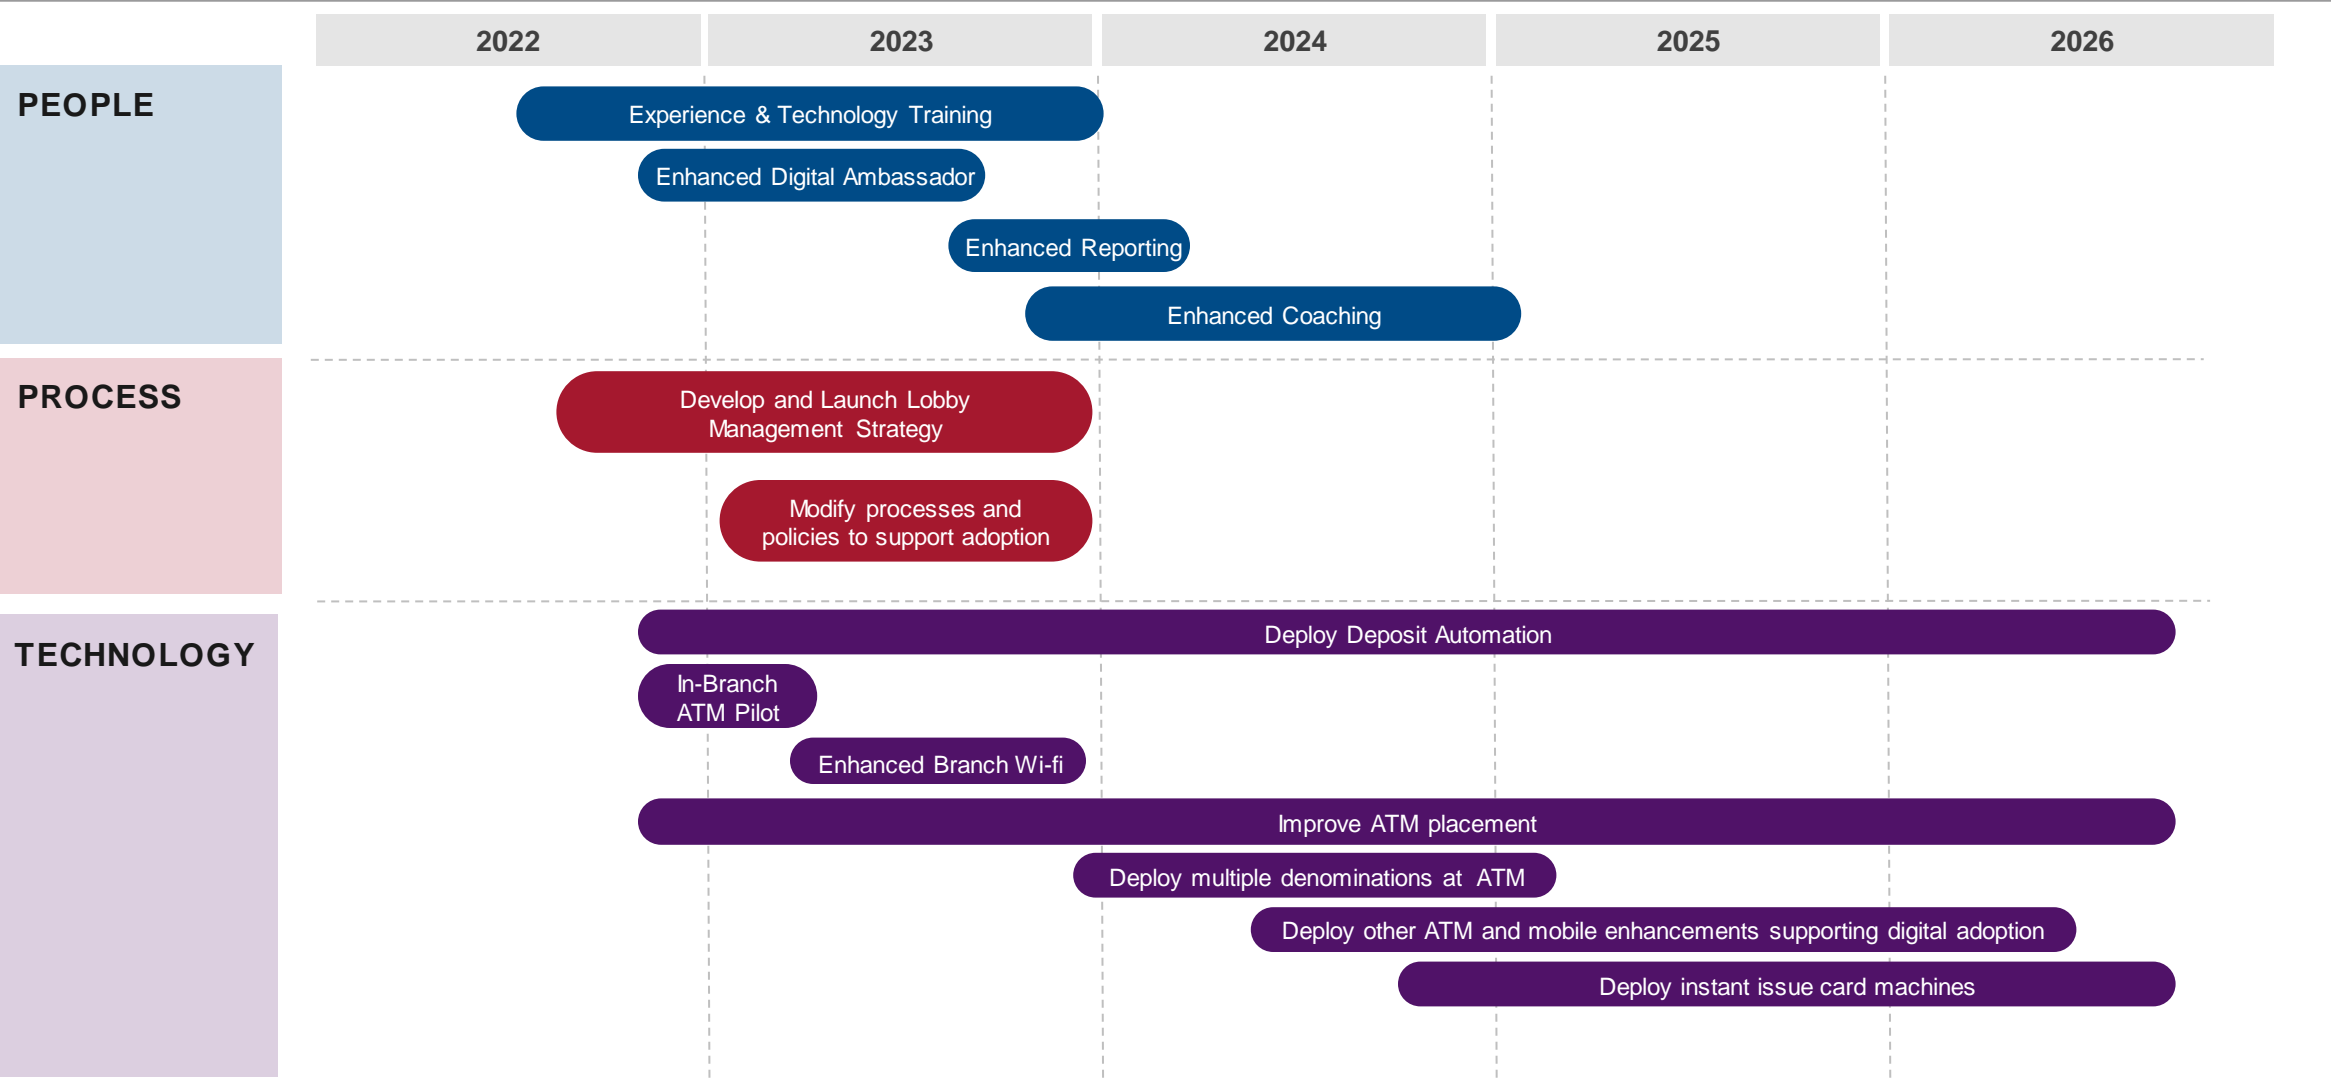 2022 2023 2024 2025 2026
PEOPLE
Experience & Technology Training
Enhanced Digital Ambassador
Enhanced Reporting
Enhanced Coaching
PROCESS
Develop and Launch Lobby
Management Strategy
Modify processes and
policies to support adoption
TECHNOLOGY
Deploy Deposit Automation
In-Branch
ATM Pilot
Enhanced Branch Wi-fi
Improve ATM placement
Deploy multiple denominations at ATM
Deploy other ATM and mobile enhancements supporting digital adoption
Deploy instant issue card machines